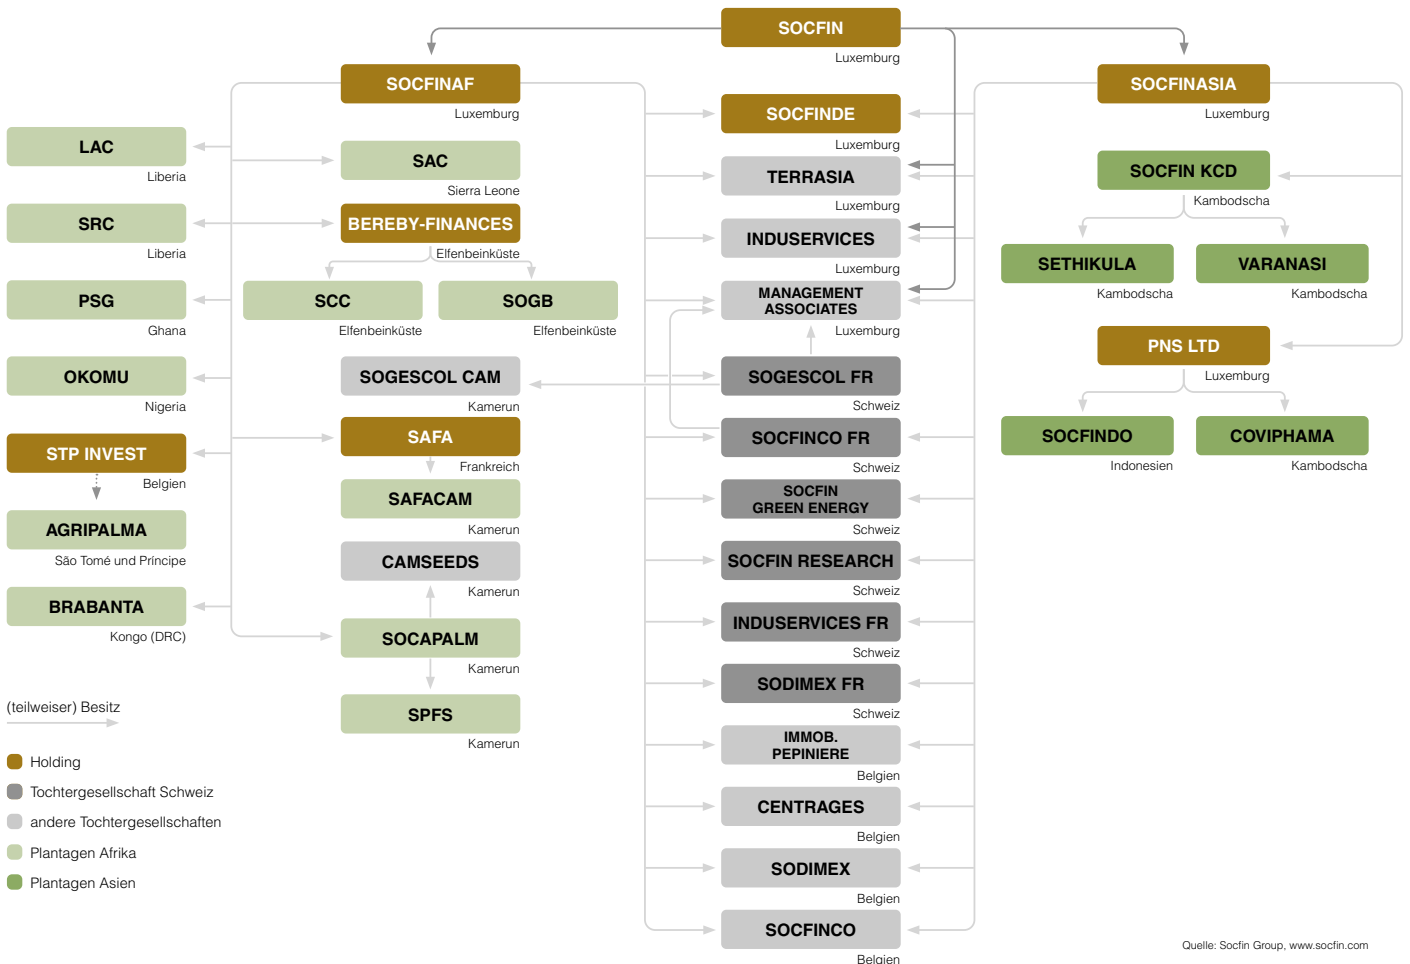 SOCFIN
Luxemburg
SOCFINAF
Luxemburg
SOCFINASIA
Luxemburg
LAC
Liberia
SRC
Liberia
PSG
Ghana
OKOMU
Nigeria
STP INVEST
Belgien
AGRIPALMA
São Tomé und Príncipe
BRABANTA
Kongo (DRC)
SAC
Sierra Leone
BEREBY-FINANCES
Elfenbeinküste
SCC
Elfenbeinküste
SOGB
Elfenbeinküste
SOGESCOL CAM
Kamerun
SAFA
Frankreich
SAFACAM
Kamerun
CAMSEEDS
Kamerun
SOCAPALM
Kamerun
SPFS
Kamerun
SOCFINDE
Luxemburg
TERRASIA
Luxemburg
INDUSERVICES
Luxemburg
MANAGEMENT
ASSOCIATES
Luxemburg
SOGESCOL FR
Schweiz
SOCFINCO FR
Schweiz
SOCFIN
GREEN ENERGY
Schweiz
SOCFIN RESEARCH
Schweiz
INDUSERVICES FR
Schweiz
SODIMEX FR
Schweiz
IMMOB.
PEPINIERE
Belgien
CENTRAGES
Belgien
SODIMEX
Belgien
SOCFINCO
Belgien
SOCFIN KCD
Kambodscha
SETHIKULA
Kambodscha
VARANASI
Kambodscha
PNS LTD
Luxemburg
SOCFINDO
Indonesien
COVIPHAMA
Kambodscha
(teilweiser) Besitz
Holding
Tochtergesellschaft Schweiz
andere Tochtergesellschaften
Plantagen Afrika
Plantagen Asien
Quelle: Socfin Group, www.socfin.com